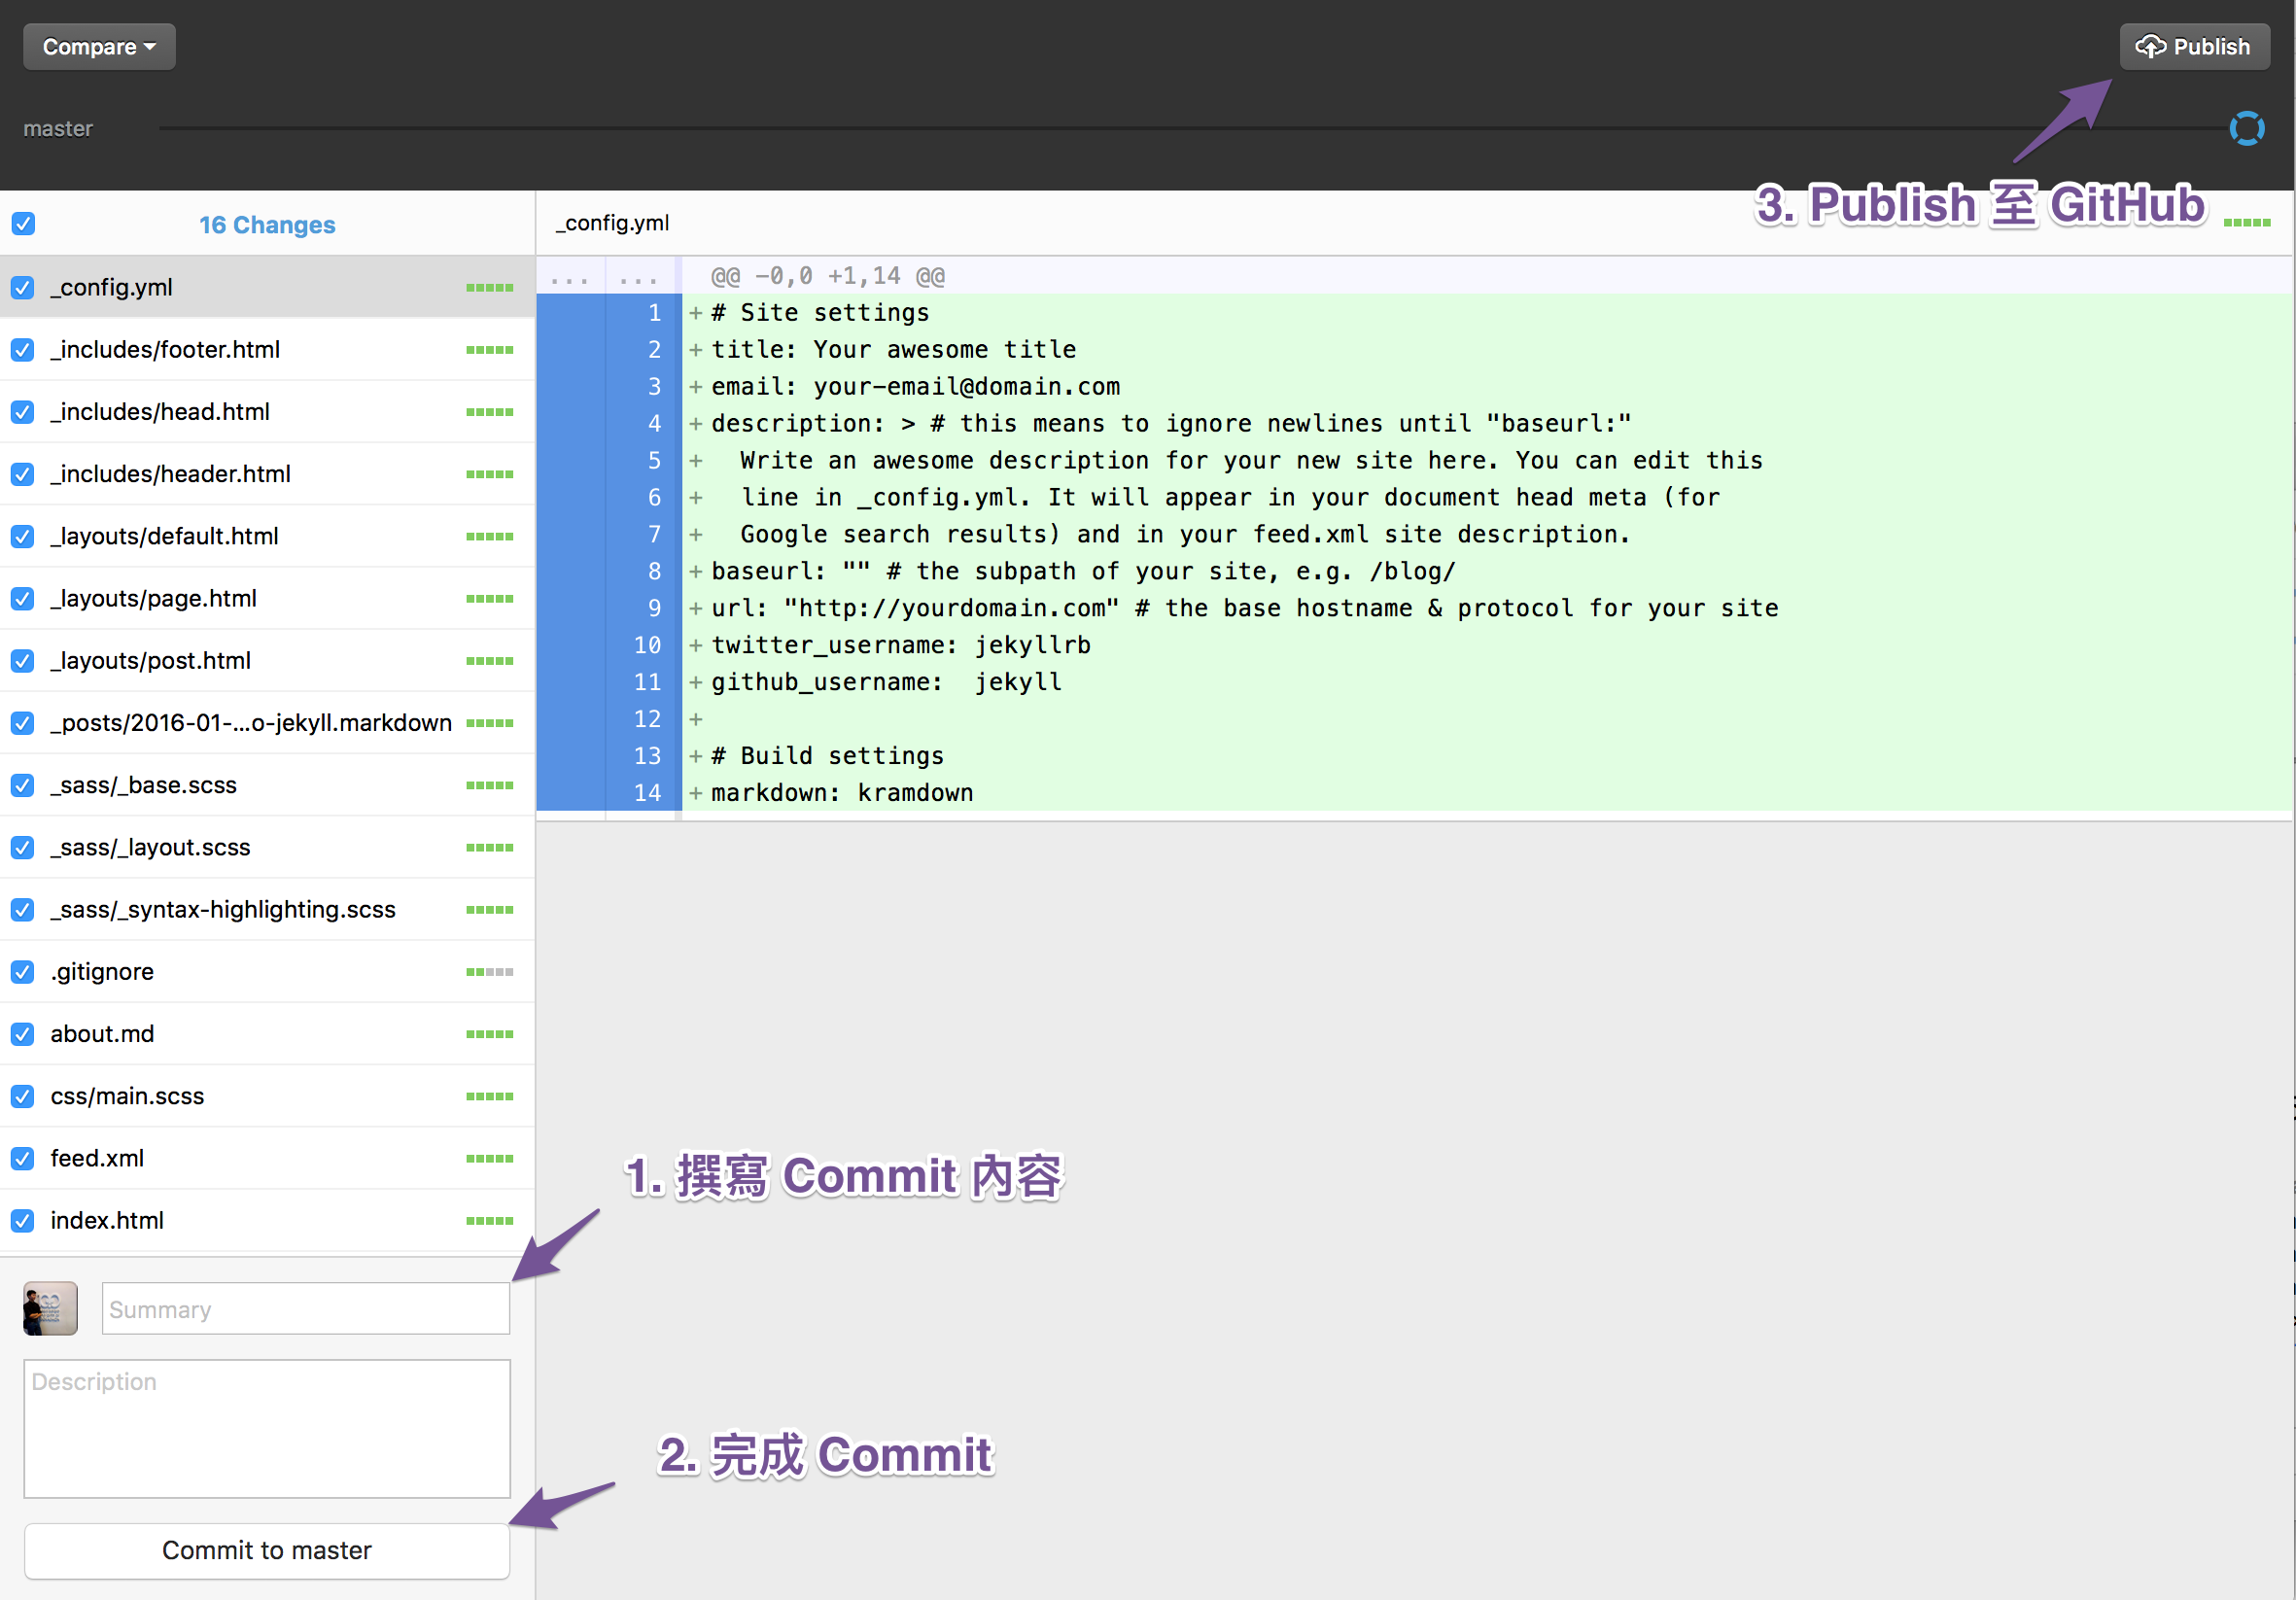 Compare
Publish
master
3. Publish 至 GitHub
16 Changes
_config.yml
_config.yml
_includes/footer.html
_includes/head.html
_includes/header.html
_layouts/default.html
_layouts/page.html
_layouts/post.html
_posts/2016-01-...o-jekyll.markdown
_sass/_base.scss
_sass/_layout.scss
_sass/_syntax-highlighting.scss
.gitignore
about.md
css/main.scss
feed.xml
index.html
... ... @@ -0,0 +1,14 @@
1 +# Site settings
2 +title: Your awesome title
3 +email: your-email@domain.com
4 +description: > # this means to ignore newlines until "baseurl:"
5 +  Write an awesome description for your new site here. You can edit this
6 +  line in _config.yml. It will appear in your document head meta (for
7 +  Google search results) and in your feed.xml site description.
8 +baseurl: "" # the subpath of your site, e.g. /blog/
9 +url: "http://yourdomain.com" # the base hostname & protocol for your site
10 +twitter_username: jekyllrb
11 +github_username:  jekyll
12 +
13 +# Build settings
14 +markdown: kramdown
1. 撰寫 Commit 內容
Summary
Description
2. 完成 Commit
Commit to master